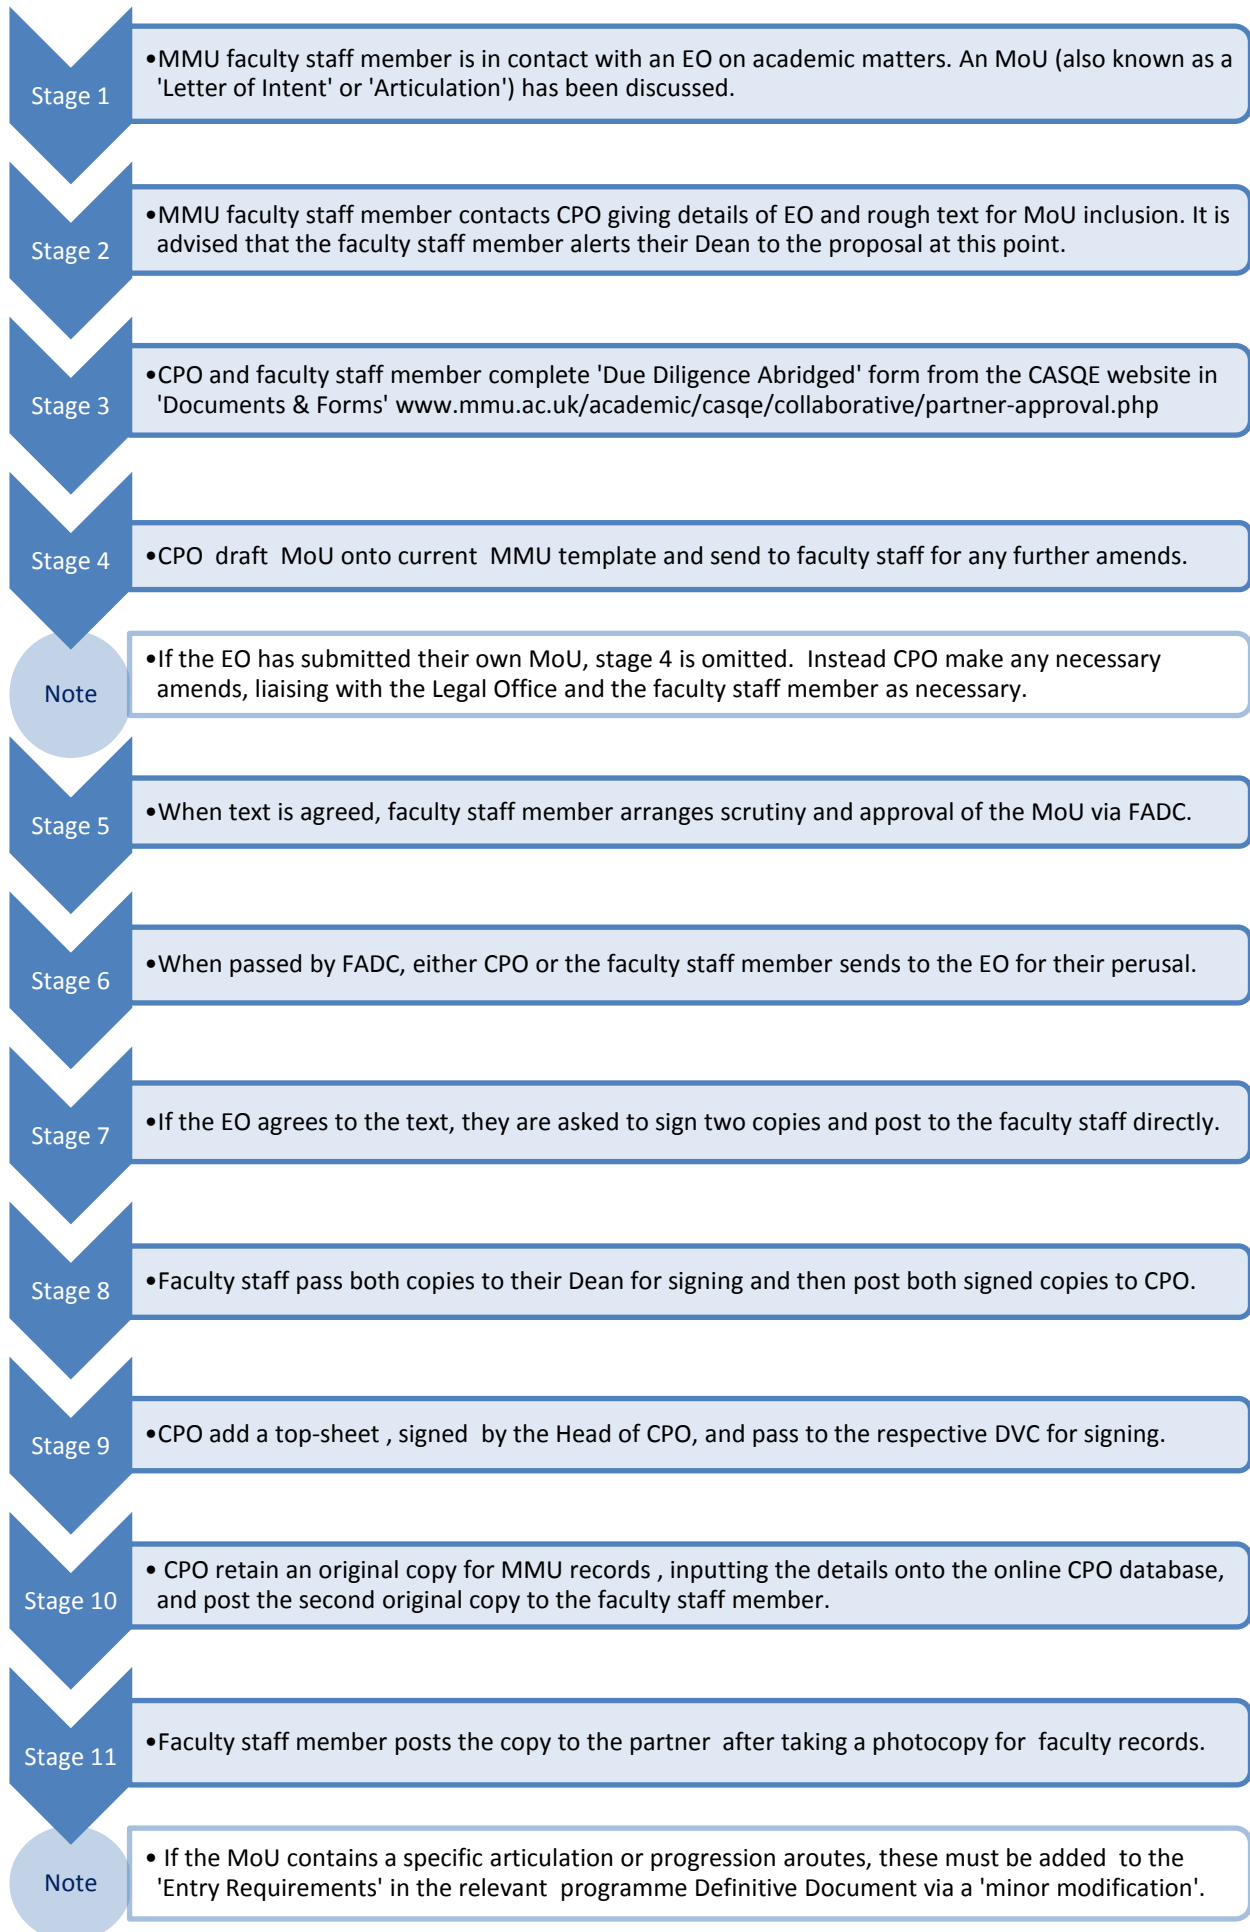 Stage 1
•MMU faculty staff member is in contact with an EO on academic matters. An MoU (also known as a
'Letter of Intent' or 'Articulation') has been discussed.
Stage 2
•MMU faculty staff member contacts CPO giving details of EO and rough text for MoU inclusion. It is
advised that the faculty staff member alerts their Dean to the proposal at this point.
Stage 3
•CPO and faculty staff member complete 'Due Diligence Abridged' form from the CASQE website in
'Documents & Forms' www.mmu.ac.uk/academic/casqe/collaborative/partner-approval.php
Stage 4
•CPO draft MoU onto current MMU template and send to faculty staff for any further amends.
Note
•If the EO has submitted their own MoU, stage 4 is omitted. Instead CPO make any necessary
amends, liaising with the Legal Office and the faculty staff member as necessary.
Stage 5
•When text is agreed, faculty staff member arranges scrutiny and approval of the MoU via FADC.
Stage 6
•When passed by FADC, either CPO or the faculty staff member sends to the EO for their perusal.
Stage 7
•If the EO agrees to the text, they are asked to sign two copies and post to the faculty staff directly.
Stage 8
•Faculty staff pass both copies to their Dean for signing and then post both signed copies to CPO.
Stage 9
•CPO add a top-sheet , signed by the Head of CPO, and pass to the respective DVC for signing.
Stage 10
• CPO retain an original copy for MMU records , inputting the details onto the online CPO database,
and post the second original copy to the faculty staff member.
Stage 11
•Faculty staff member posts the copy to the partner after taking a photocopy for faculty records.
Note
• If the MoU contains a specific articulation or progression aroutes, these must be added to the
'Entry Requirements' in the relevant programme Definitive Document via a 'minor modification'.